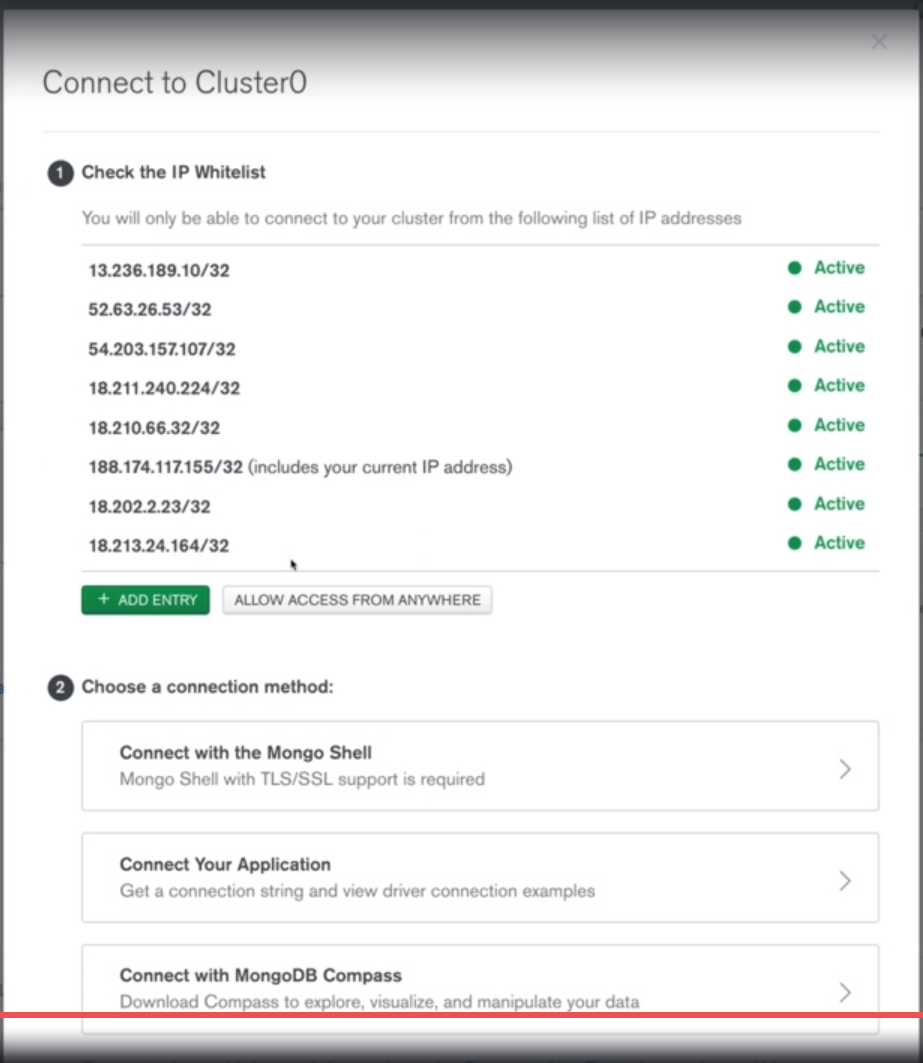 Connect to Cluster0
1 Check the IP Whitelist
You will only be able to connect to your cluster from the following list of IP addresses
13.236.189.10/32 Active
52.63.26.53/32 Active
54.203.157.107/32 Active
18.211.240.224/32 Active
18.210.66.32/32 Active
188.174.117.155/32 (includes your current IP address) Active
18.202.2.23/32 Active
18.213.24.164/32 Active
+ ADD ENTRY ALLOW ACCESS FROM ANYWHERE
2 Choose a connection method:
Connect with the Mongo Shell
Mongo Shell with TLS/SSL support is required
Connect Your Application
Get a connection string and view driver connection examples
Connect with MongoDB Compass
Download Compass to explore, visualize, and manipulate your data